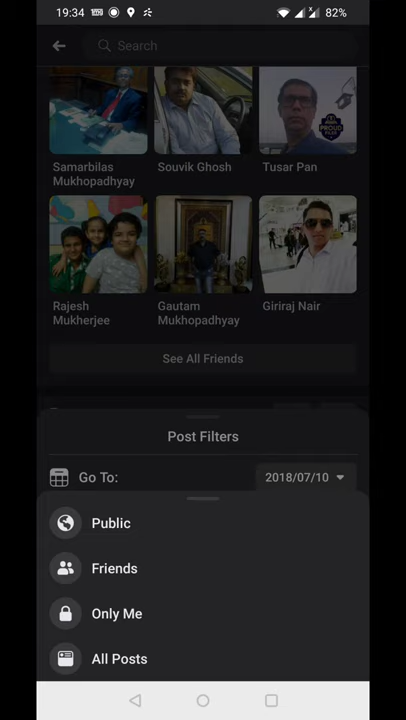 19:34
82%
Search
Samarbilas
Mukhopadhyay
Souvik Ghosh
Tusar Pan
Rajesh
Mukherjee
Gautam
Mukhopadhyay
Giriraj Nair
See All Friends
Post Filters
Go To:
2018/07/10
Public
Friends
Only Me
All Posts